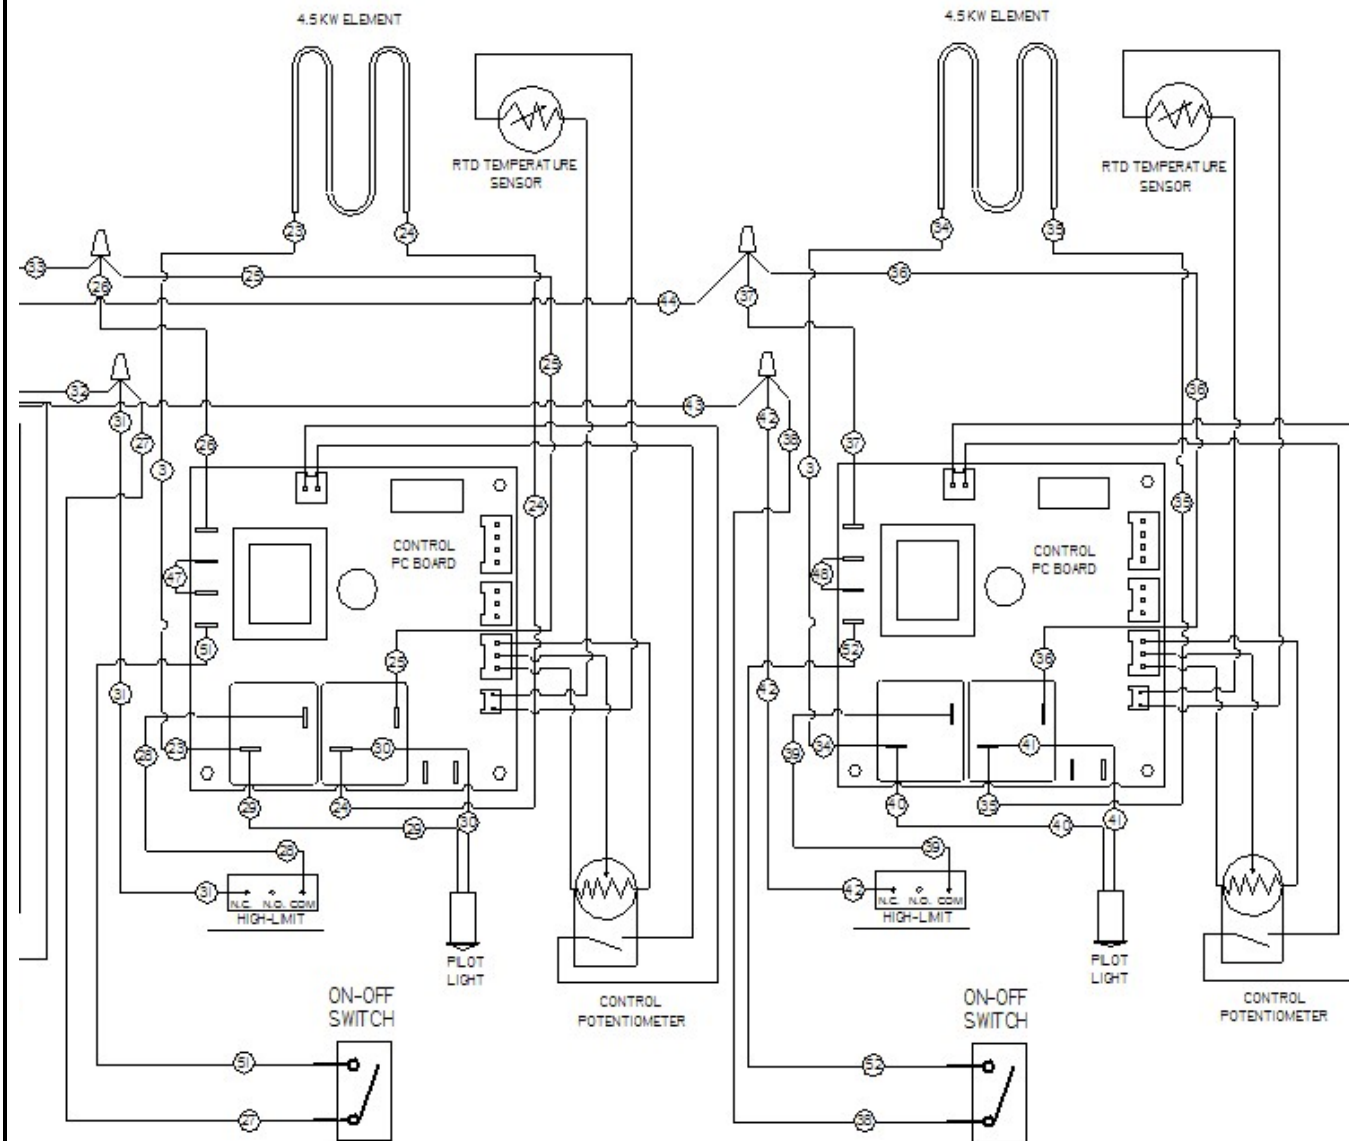 4.5 KW ELEMENT
4.5 KW ELEMENT
RTD TEMPERATURE
SENSOR
RTD TEMPERATURE
SENSOR
23
24
34
35
33
26
25
44
37
36
25
32
31
27
43
42
38
36
26
3
24
37
3
35
CONTROL
PC BOARD
CONTROL
PC BOARD
47
48
51
25
52
36
31
42
28
23
30
39
34
41
29
24
29
30
40
35
40
41
28
39
31
42
N.C. N.O. COM
HIGH-LIMIT
N.C. N.O. COM
HIGH-LIMIT
PILOT
LIGHT
PILOT
LIGHT
ON-OFF
SWITCH
CONTROL
POTENTIOMETER
ON-OFF
SWITCH
CONTROL
POTENTIOMETER
51
52
27
38